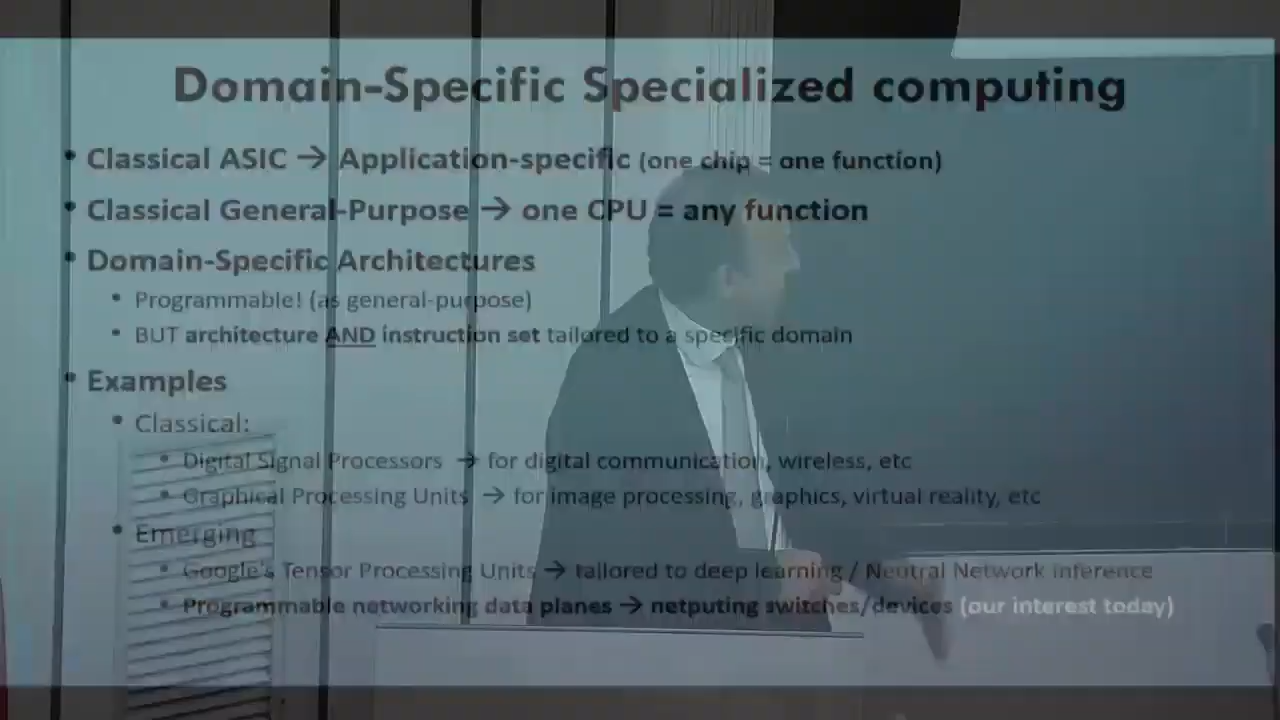 Domain-Specific Specialized computing
• Classical ASIC → Application-specific (one chip = one function)
• Classical General-Purpose → one CPU = any function
• Domain-Specific Architectures
• Programmable! (as general-purpose)
• BUT architecture AND instruction set tailored to a specific domain
• Examples
• Classical:
• Digital Signal Processors → for digital communication, wireless, etc
• Graphical Processing Units → for image processing, graphics, virtual reality, etc
• Emerging
• Google's Tensor Processing Units → tailored to deep learning / Neutral Network inference
• Programmable networking data planes → netputing switches/devices (our interest today)